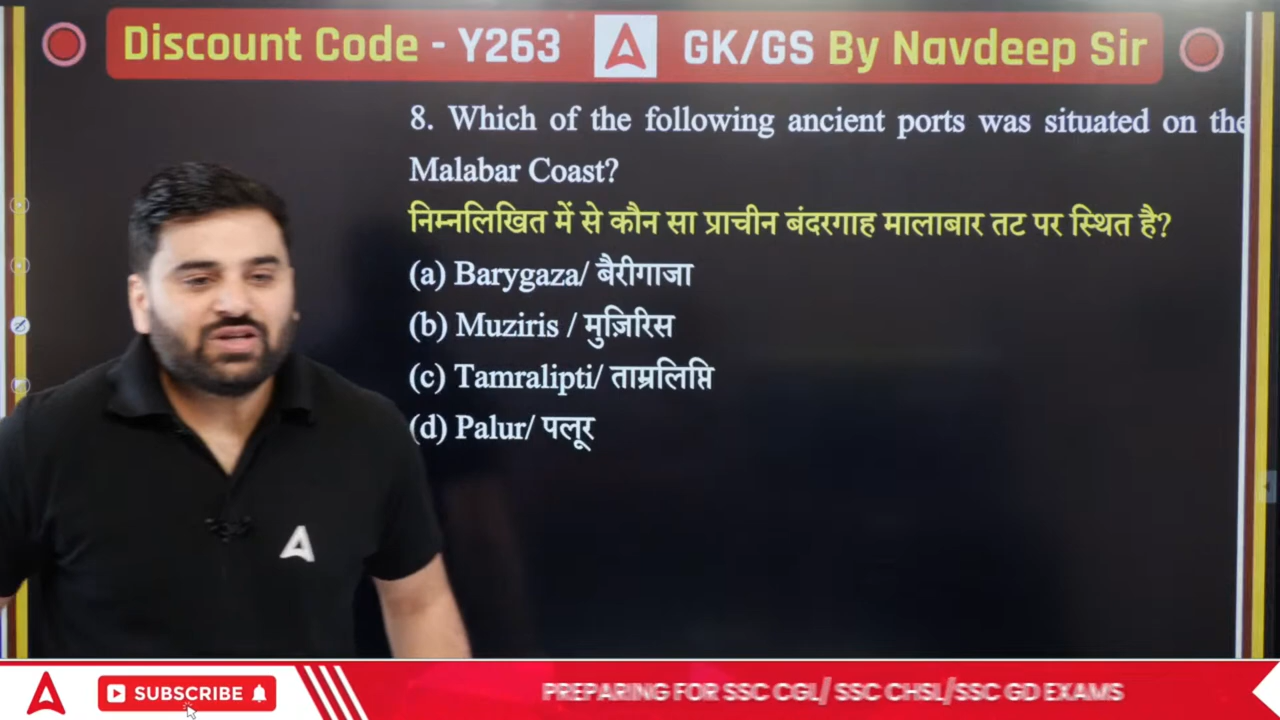 Discount Code - Y263 GK/GS By Navdeep Sir
8. Which of the following ancient ports was situated on the
Malabar Coast?
निम्नलिखित में से कौन सा प्राचीन बंदरगाह मालाबार तट पर स्थित है?
(a) Barygaza/ बैरीगाजा
(b) Muziris / मुज़िरिस
(c) Tamralipti/ ताम्रलिप्ति
(d) Palur/ पलूर
SUBSCRIBE
PREPARING FOR SSC CGL/ SSC CHSL/SSC GD EXAMS